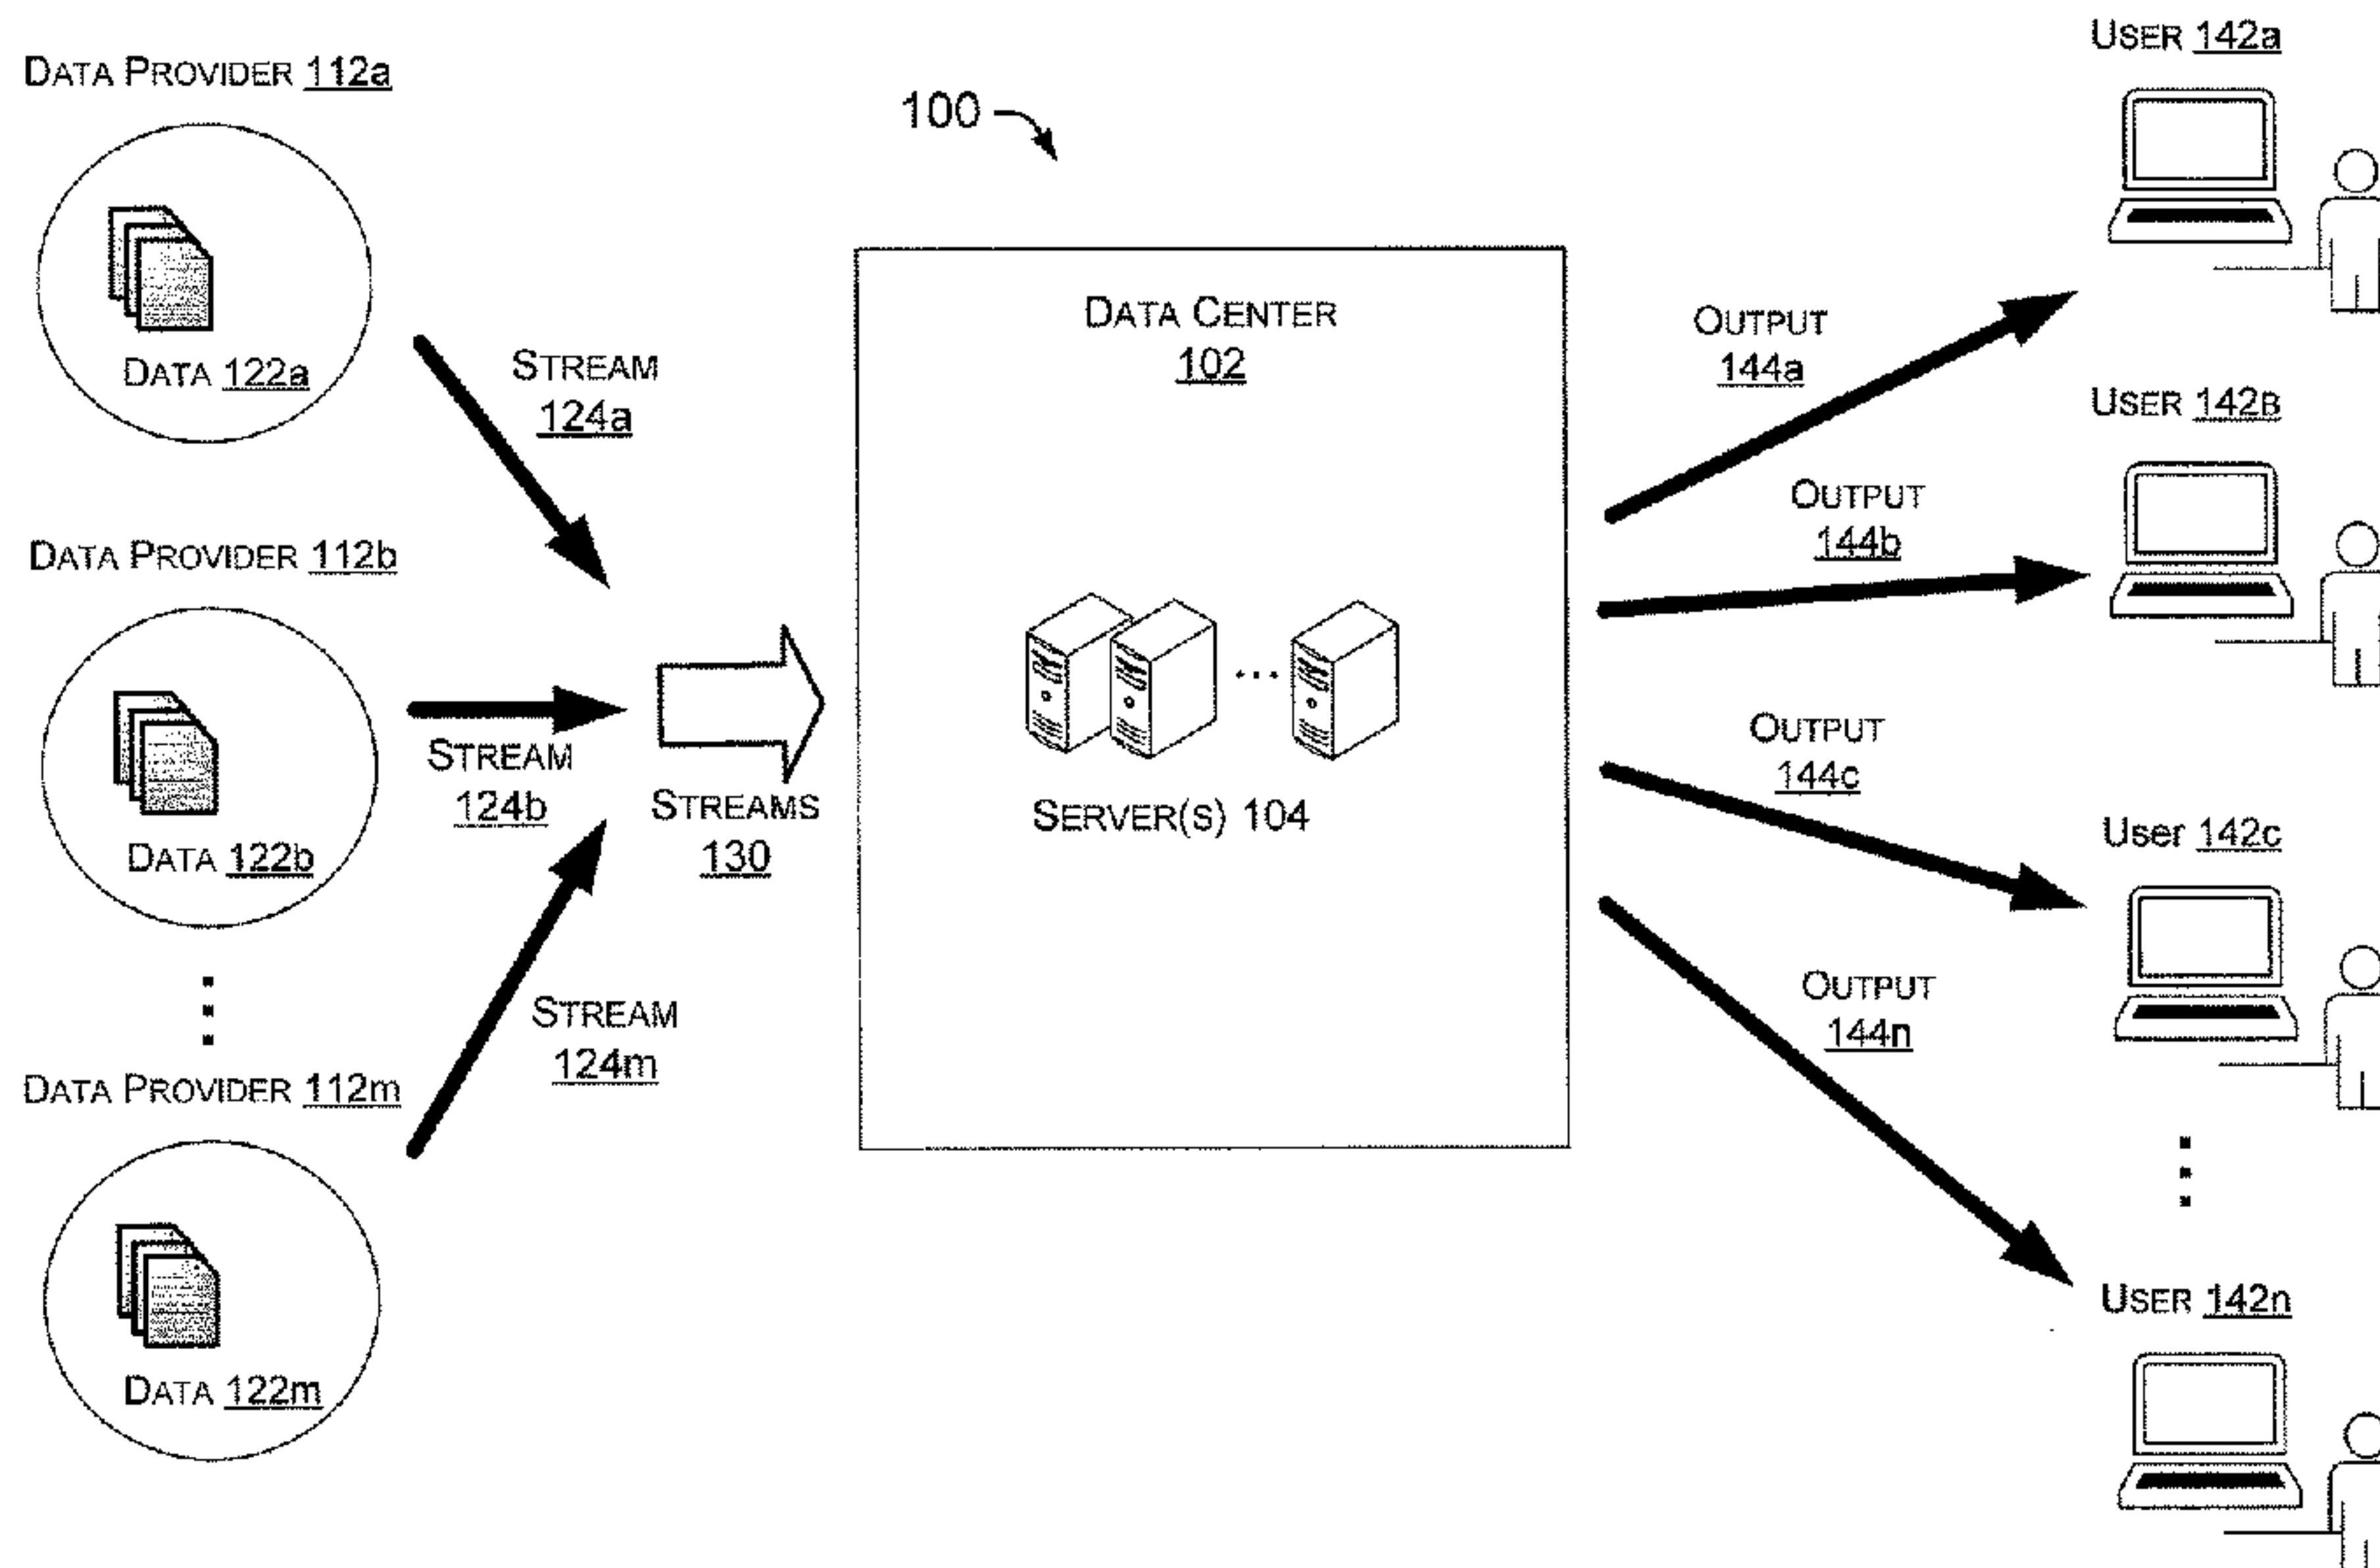 DATA PROVIDER 112a
DATA 122a
STREAM
124a
DATA PROVIDER 112b
DATA 122b
STREAM
124b
DATA PROVIDER 112m
DATA 122m
STREAM
124m
STREAMS
130
100
DATA CENTER
102
SERVER(S) 104
OUTPUT
144a
OUTPUT
144b
OUTPUT
144c
OUTPUT
144n
USER 142a
USER 142B
User 142c
USER 142n